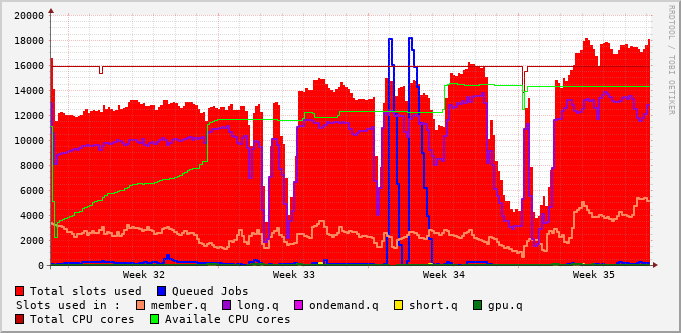 20000
18000
16000
14000
12000
10000
8000
6000
4000
2000
0
Week 32 Week 33 Week 34 Week 35
RRDTOOL / TOBI OETIKER
Total slots used Queued Jobs
Slots used in : member.q long.q ondemand.q short.q gpu.q
Total CPU cores Availale CPU cores